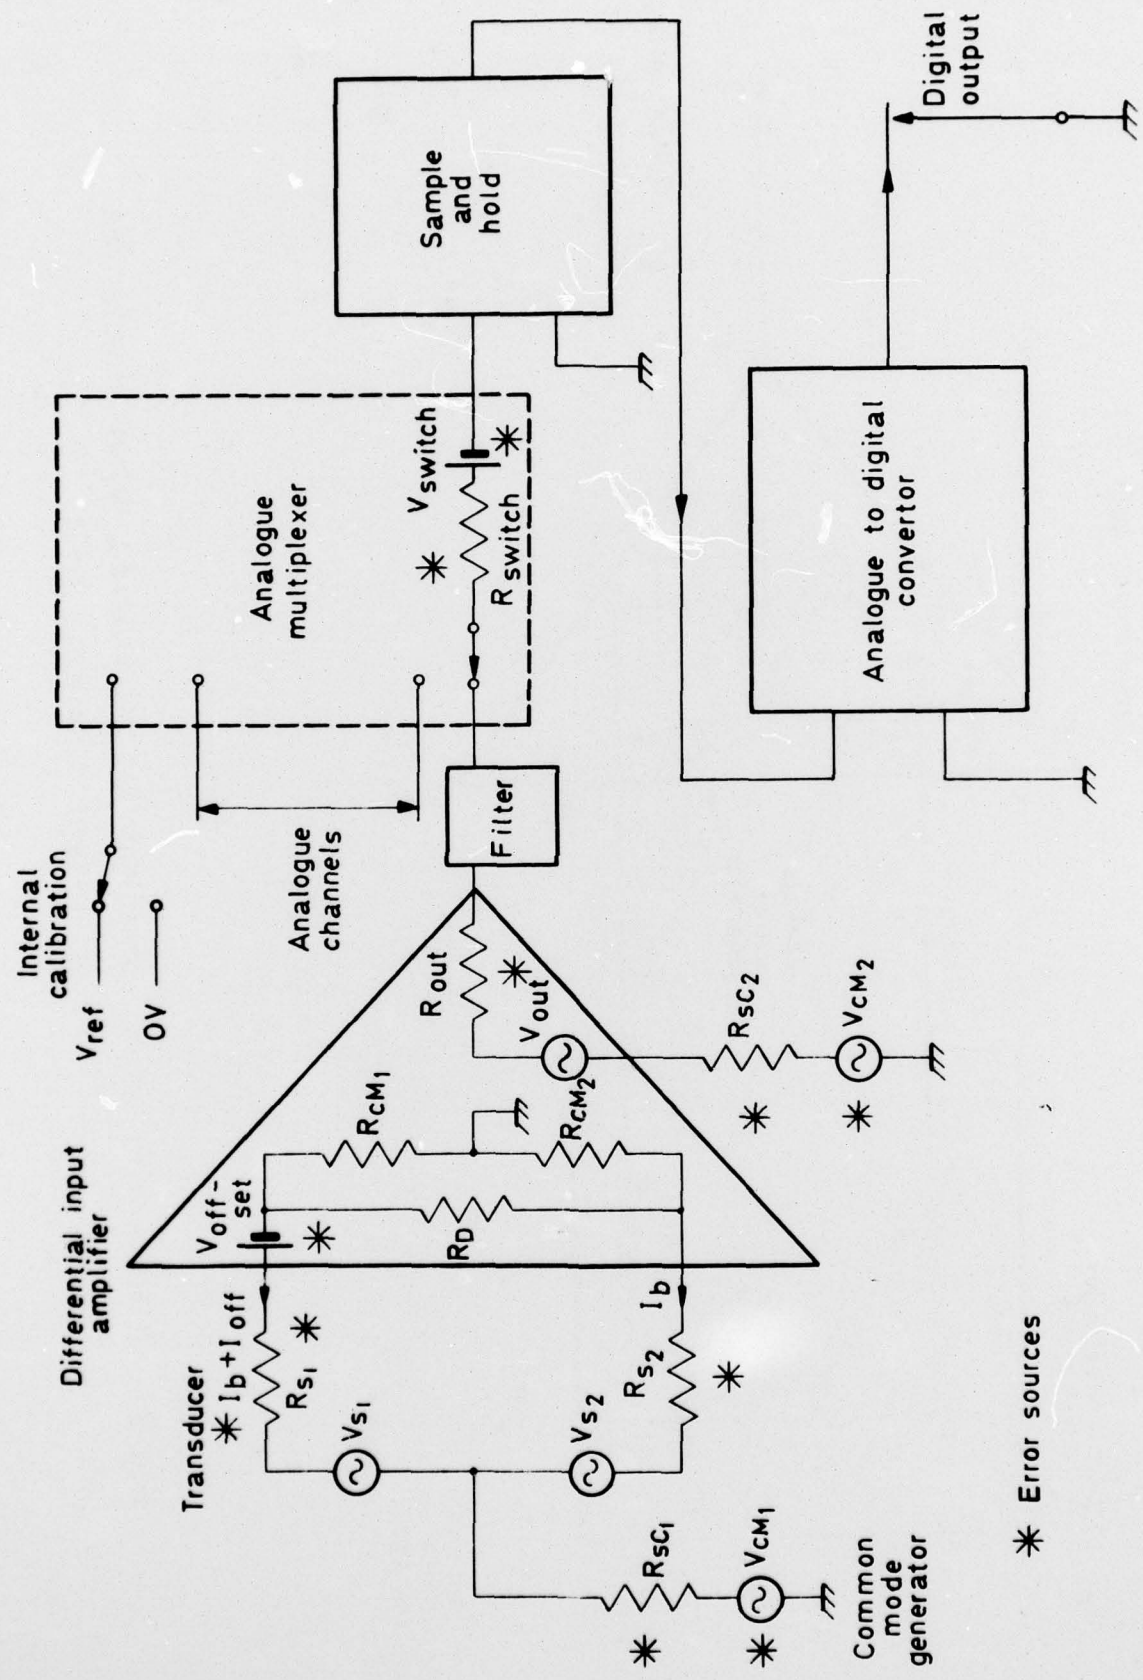 Internal
calibration
Vref
0V
Differential input
amplifier
Analogue
channels
Analogue
multiplexer
Sample
and
hold
Digital
output
Transducer
* Ib+Ioff
Voff-
set
*
RCM1
Rout
*
Filter
* Vswitch
Rswitch
*
RS1
*
VS1
RD
RCM2
Vout
VS2
RS2
*
Ib
RSC1
*
VCM1
*
Common
mode
generator
RSC2
*
VCM2
*
Analogue to digital
convertor
* Error sources